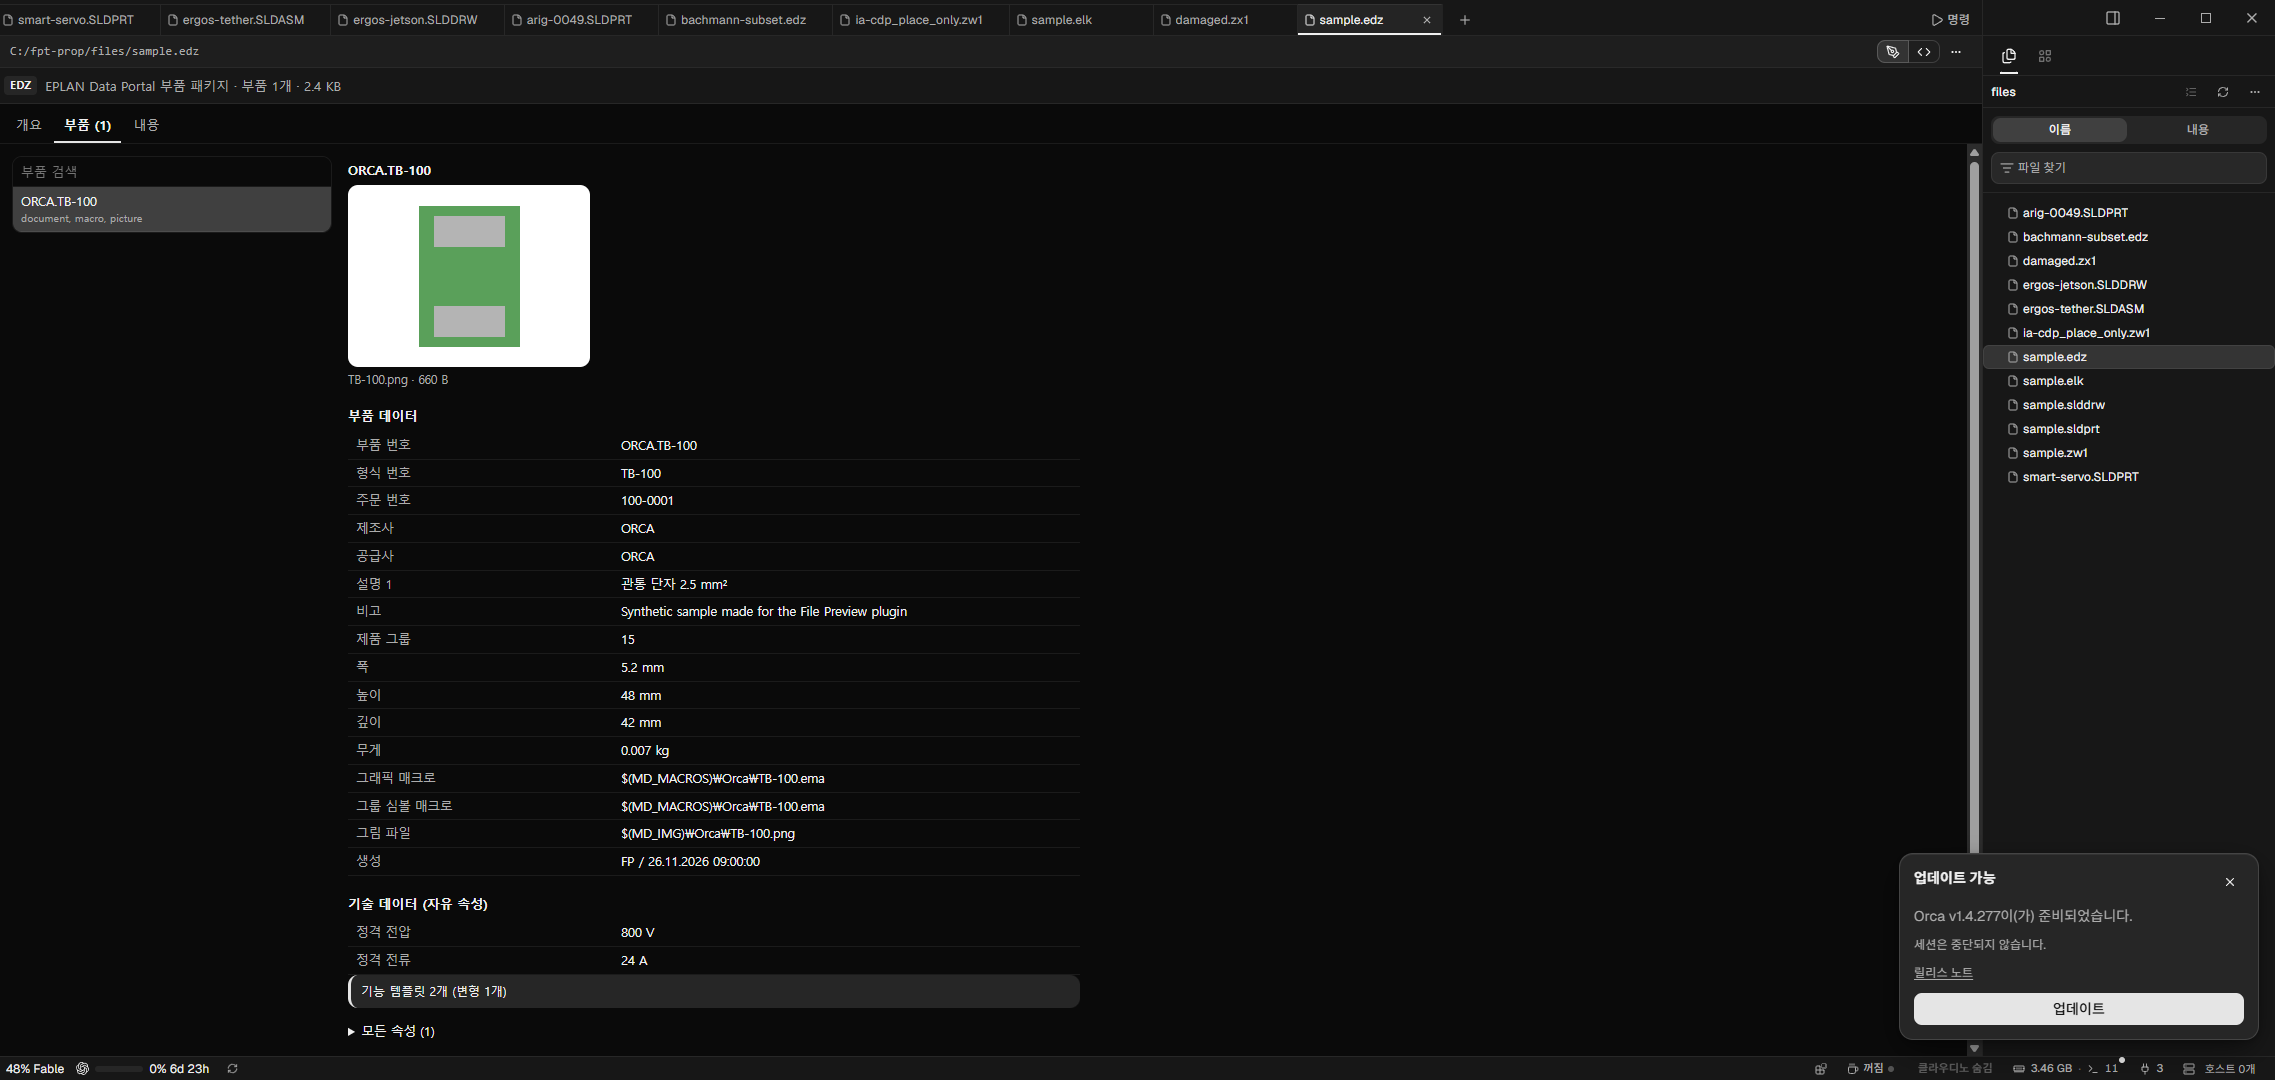 smart-servo.SLDPRT
ergos-tether.SLDASM
ergos-jetson.SLDDRW
arig-0049.SLDPRT
bachmann-subset.edz
ia-cdp_place_only.zw1
sample.elk
damaged.zx1
sample.edz
명령
C:/fpt-prop/files/sample.edz
EDZ EPLAN Data Portal 부품 패키지 · 부품 1개 · 2.4 KB
개요 부품 (1) 내용
부품 검색
ORCA.TB-100
document, macro, picture
ORCA.TB-100
TB-100.png · 660 B
부품 데이터
부품 번호 ORCA.TB-100
형식 번호 TB-100
주문 번호 100-0001
제조사 ORCA
공급사 ORCA
설명 1 관통 단자 2.5 mm²
비고 Synthetic sample made for the File Preview plugin
제품 그룹 15
폭 5.2 mm
높이 48 mm
깊이 42 mm
무게 0.007 kg
그래픽 매크로 $(MD_MACROS)₩Orca₩TB-100.ema
그룹 심볼 매크로 $(MD_MACROS)₩Orca₩TB-100.ema
그림 파일 $(MD_IMG)₩Orca₩TB-100.png
생성 FP / 26.11.2026 09:00:00
기술 데이터 (자유 속성)
정격 전압 800 V
정격 전류 24 A
기능 템플릿 2개 (변형 1개)
모든 속성 (1)
files
이름 내용
파일 찾기
arig-0049.SLDPRT
bachmann-subset.edz
damaged.zx1
ergos-jetson.SLDDRW
ergos-tether.SLDASM
ia-cdp_place_only.zw1
sample.edz
sample.elk
sample.slddrw
sample.sldprt
sample.zw1
smart-servo.SLDPRT
업데이트 가능
Orca v1.4.277이(가) 준비되었습니다.
세션은 중단되지 않습니다.
릴리스 노트
업데이트
48% Fable 0% 6d 23h
꺼짐 클라우디노 숨김 3.46 GB · 11 3 호스트 0개